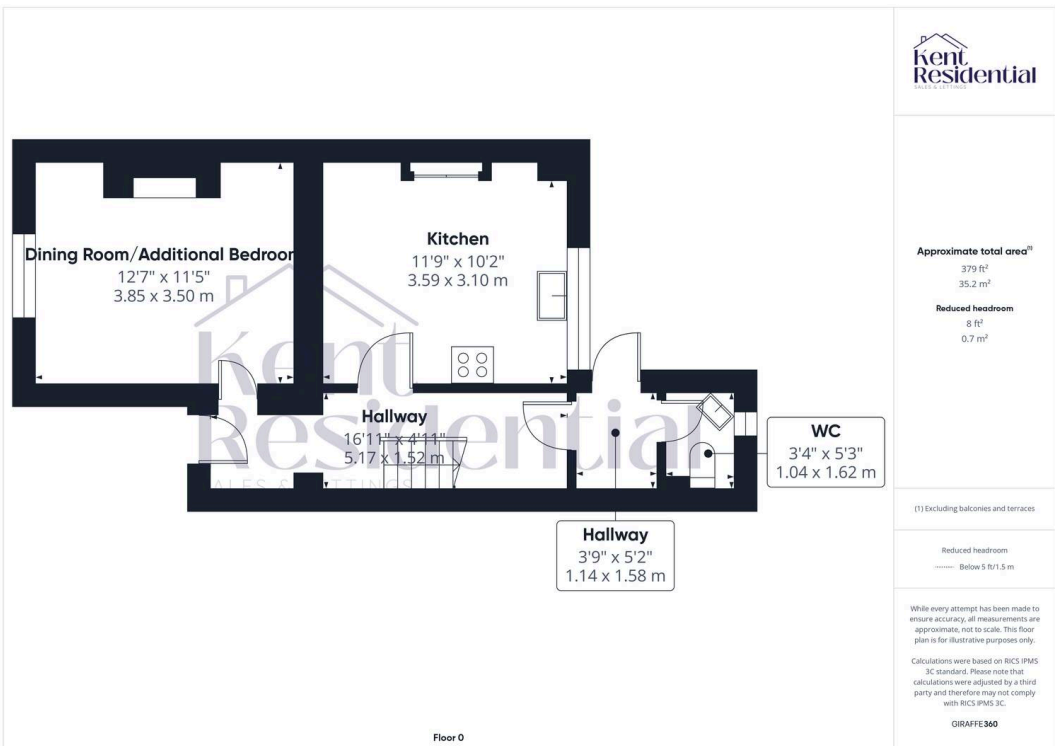 Kent
Residential
SALES & LETTINGS
Dining Room/Additional Bedroom
12'7" x 11'5"
3.85 x 3.50 m
Kitchen
11'9" x 10'2"
3.59 x 3.10 m
Hallway
16'11" x 4'11"
5.17 x 1.52 m
WC
3'4" x 5'3"
1.04 x 1.62 m
Hallway
3'9" x 5'2"
1.14 x 1.58 m
Kent
Residential
SALES & LETTINGS
Floor 0
Approximate total area(1)
379 ft²
35.2 m²
Reduced headroom
8 ft²
0.7 m²
(1) Excluding balconies and terraces
Reduced headroom
Below 5 ft/1.5 m
While every attempt has been made to
ensure accuracy, all measurements are
approximate, not to scale. This floor
plan is for illustrative purposes only.
Calculations were based on RICS IPMS
3C standard. Please note that
calculations were adjusted by a third
party and therefore may not comply
with RICS IPMS 3C.
GIRAFFE360